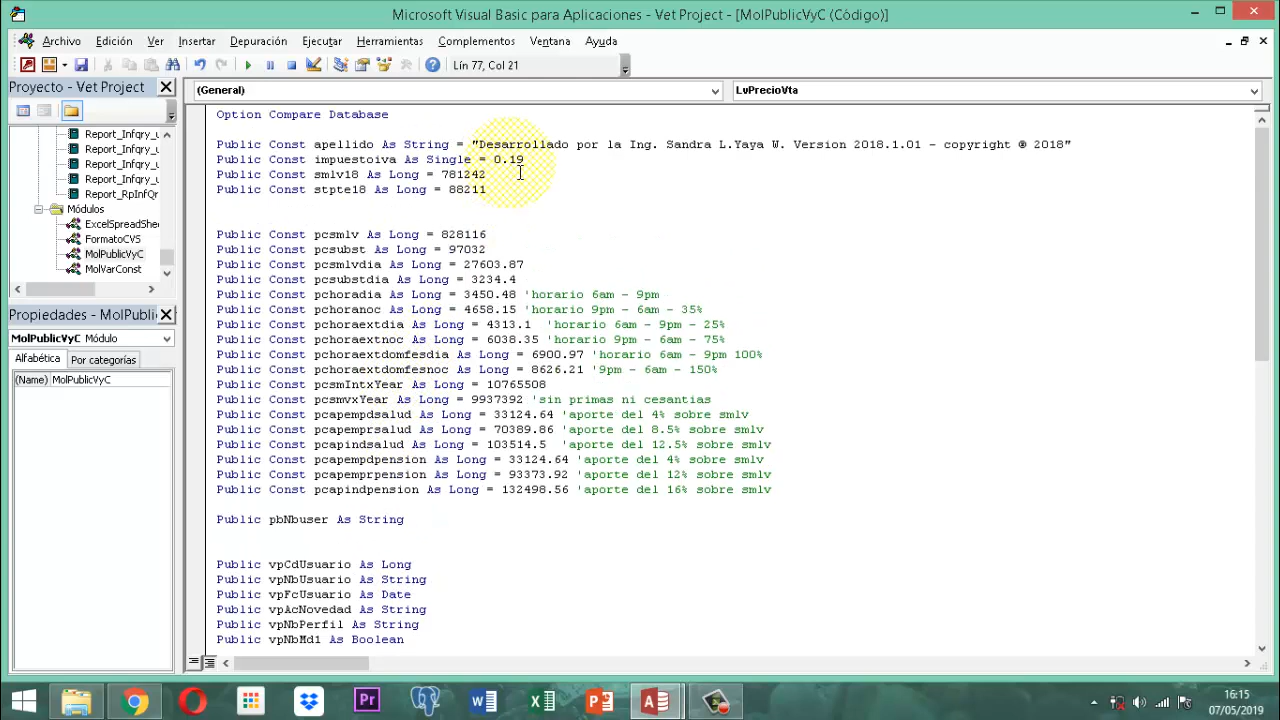 Microsoft Visual Basic para Aplicaciones - Vet Project - [MolPublicVyC (Código)]
Archivo Edición Ver Insertar Depuración Ejecutar Herramientas Complementos Ventana Ayuda
Lín 77, Col 21
Proyecto - Vet Project
(General)
LvPrecioVta
Report_Infqry_u
Report_Infqry_u
Report_Infqry_u
Report_Infqry_u
Report_RpInfQr
Módulos
ExcelSpreadShe
FormatoCVS
MolPublicVyC
MolVarConst
Propiedades - MolPubli
MolPublicVyC Módulo
Alfabética Por categorías
(Name) MolPublicVyC
Option Compare Database
Public Const apellido As String = "Desarrollado por la Ing. Sandra L.Yaya W. Version 2018.1.01 - copyright @ 2018"
Public Const impuestoiva As Single = 0.19
Public Const smlv18 As Long = 781242
Public Const stpte18 As Long = 88211
Public Const pcsmlv As Long = 828116
Public Const pcsubst As Long = 97032
Public Const pcsmlvdia As Long = 27603.87
Public Const pcsubstdia As Long = 3234.4
Public Const pchoradia As Long = 3450.48 'horario 6am - 9pm
Public Const pchoranoc As Long = 4658.15 'horario 9pm - 6am - 35%
Public Const pchoraextdia As Long = 4313.1 'horario 6am - 9pm - 25%
Public Const pchoraextnoc As Long = 6038.35 'horario 9pm - 6am - 75%
Public Const pchoraextdomfesdia As Long = 6900.97 'horario 6am - 9pm 100%
Public Const pchoraextdomfesnoc As Long = 8626.21 '9pm - 6am - 150%
Public Const pcsmIntxYear As Long = 10765508
Public Const pcsmvxYear As Long = 9937392 'sin primas ni cesantias
Public Const pcapempdsalud As Long = 33124.64 'aporte del 4% sobre smlv
Public Const pcapemprsalud As Long = 70389.86 'aporte del 8.5% sobre smlv
Public Const pcapindsalud As Long = 103514.5 'aporte del 12.5% sobre smlv
Public Const pcapempdpension As Long = 33124.64 'aporte del 4% sobre smlv
Public Const pcapemprpension As Long = 93373.92 'aporte del 12% sobre smlv
Public Const pcapindpension As Long = 132498.56 'aporte del 16% sobre smlv
Public pbNbuser As String
Public vpCdUsuario As Long
Public vpNbUsuario As String
Public vpFcUsuario As Date
Public vpAcNovedad As String
Public vpNbPerfil As String
Public vpNbMd1 As Boolean
Pr
16:15
07/05/2019